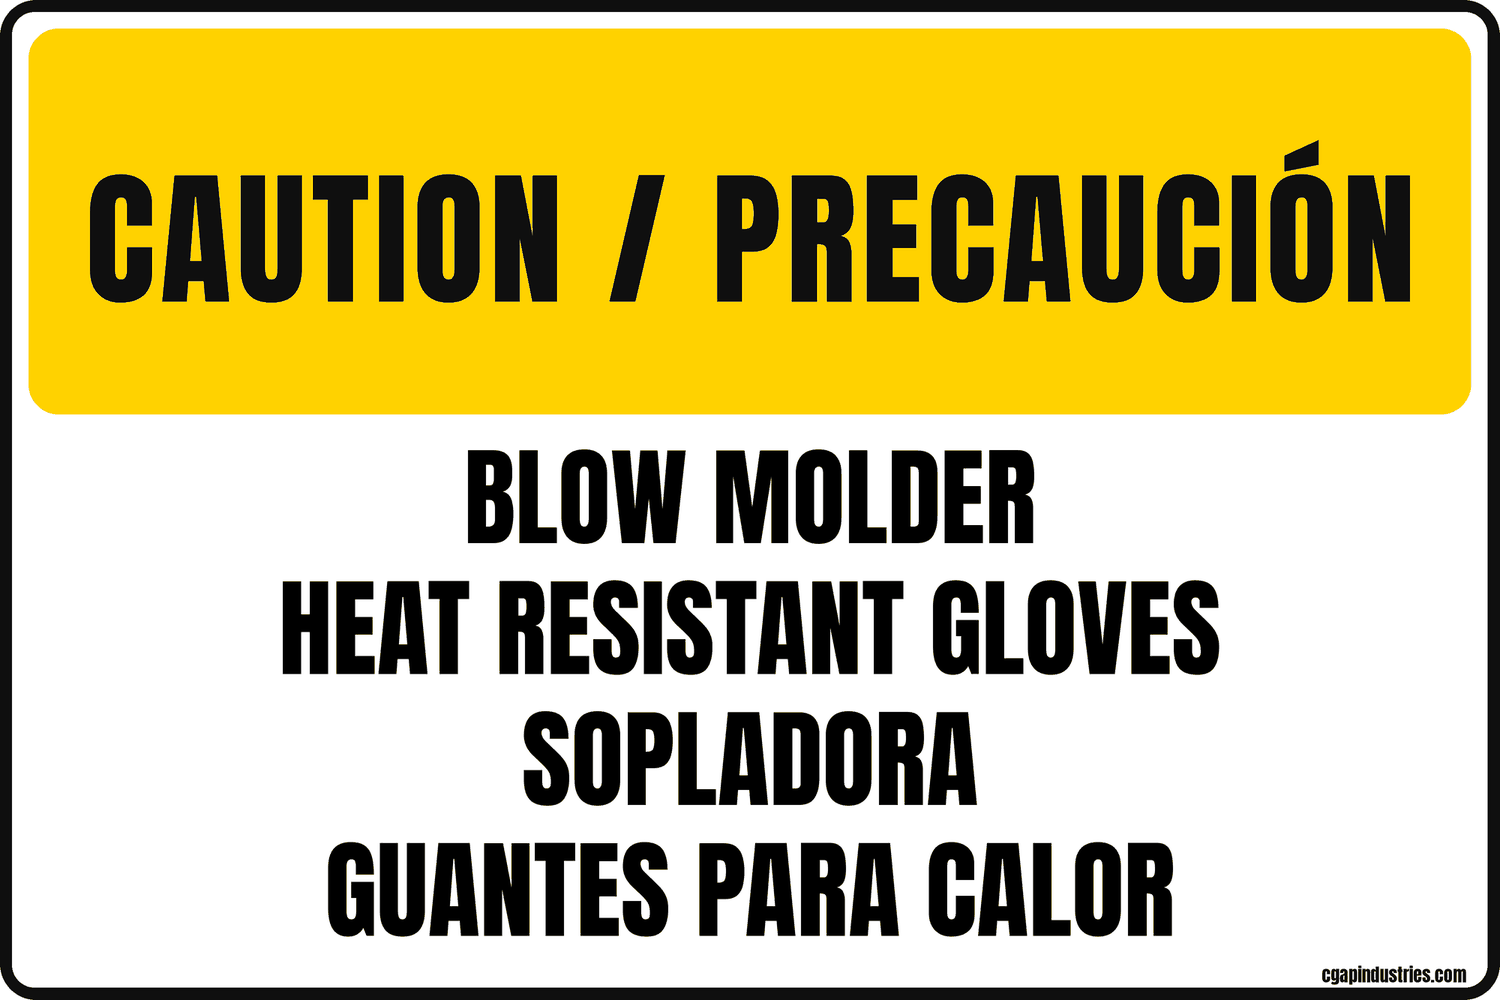 CAUTION / PRECAUCIÓN
BLOW MOLDER
HEAT RESISTANT GLOVES
SOPLADORA
GUANTES PARA CALOR
cgapindustries.com